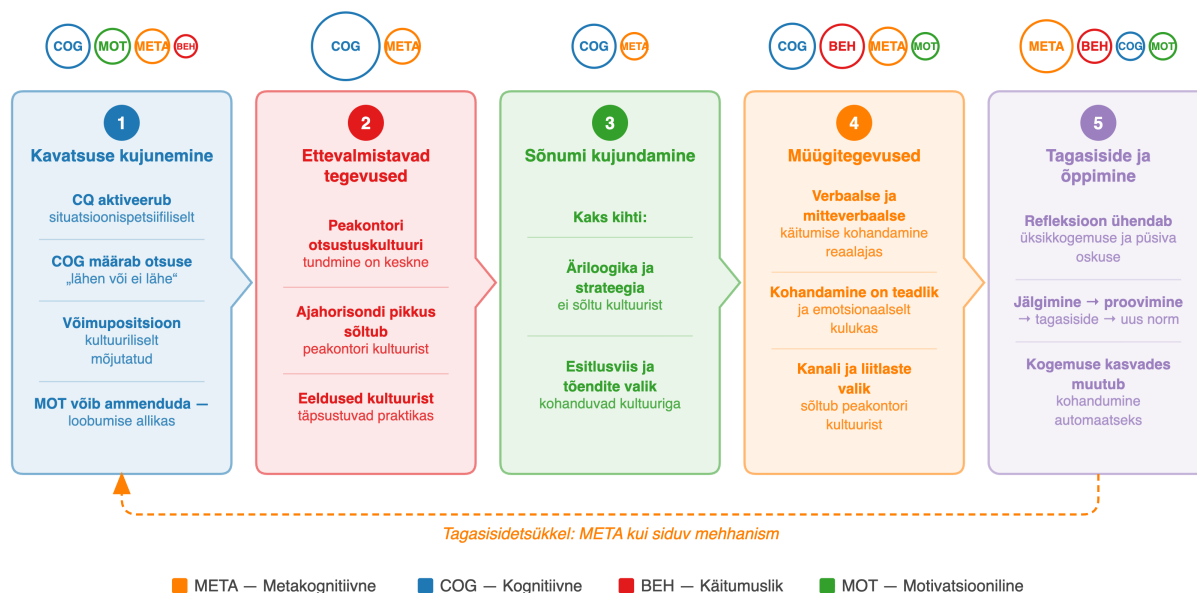 COG MOT META BEH
COG META
COG META
COG BEH META MOT
META BEH COG MOT
1
Kavatsuse kujunemine
CQ aktiveerub
situatsioonispetsiifiliselt
COG määrab otsuse
„lähen või ei lähe“
Võimupositsioon
kultuuriliselt
mõjutatud
MOT võib ammenduda —
loobumise allikas
2
Ettevalmistavad
tegevused
Peakontori
otsustuskultuuri
tundmine on keskne
Ajahorisondi pikkus
sõltub
peakontori kultuurist
Eeldused kultuurist
täpsustuvad praktikas
3
Sõnumi kujundamine
Kaks kihti:
Äriloogika ja
strateegia
ei sõltu kultuurist
Esitlusviis ja
tõendite valik
kohanduvad kultuuriga
4
Müügitegevused
Verbaalse ja
mitteverbaalse
käitumise kohandamine
reaalajas
Kohandamine on teadlik
ja emotsionaalselt
kulukas
Kanali ja liitlaste
valik
sõltub peakontori
kultuurist
5
Tagasiside ja
õppimine
Refleksioon ühendab
üksikkogemuse ja püsiva
oskuse
Jälgimine → proovimine
→ tagasiside → uus norm
Kogemuse kasvades
muutub
kohandumine
automaatseks
Tagasisidetsükkel: META kui siduv mehhanism
META — Metakognitiivne
COG — Kognitiivne
BEH — Käitumuslik
MOT — Motivatsiooniline